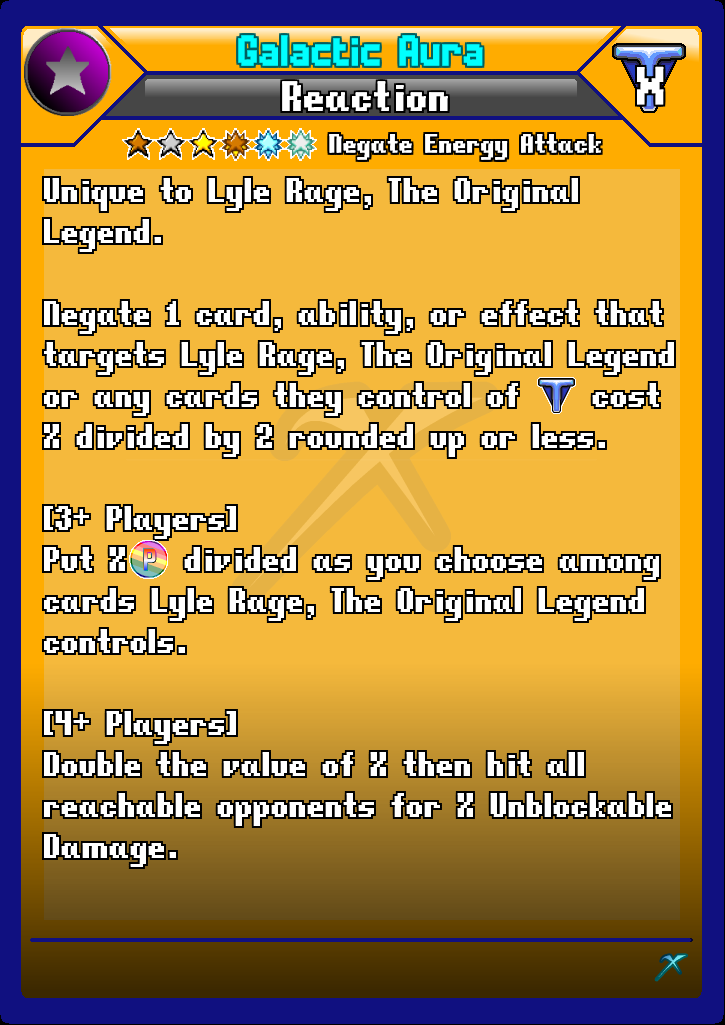 Galactic Aura
T
X
Reaction
Negate Energy Attack
Unique to Lyle Rage, The Original
Legend.
Negate 1 card, ability, or effect that
targets Lyle Rage, The Original Legend
or any cards they control of T cost
X divided by 2 rounded up or less.
[3+ Players]
Put X P divided as you choose among
cards Lyle Rage, The Original Legend
controls.
[4+ Players]
Double the value of X then hit all
reachable opponents for X Unblockable
Damage.